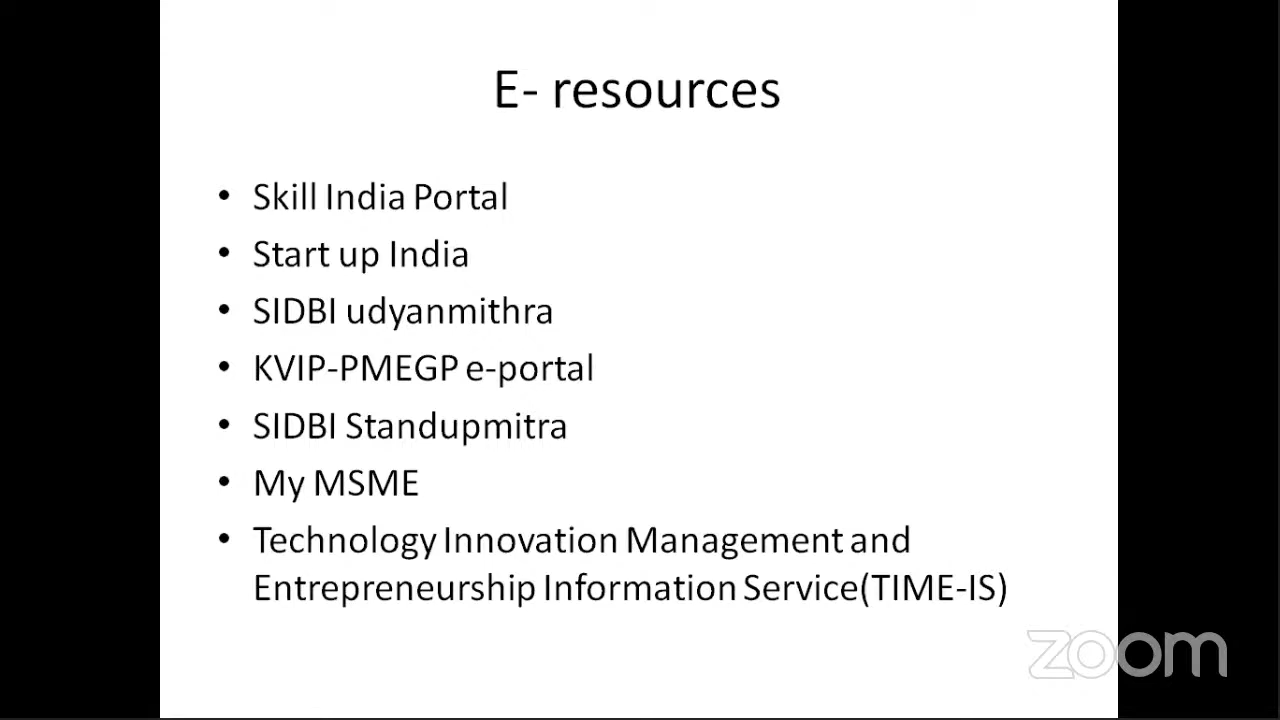 E- resources
• Skill India Portal
• Start up India
• SIDBI udyanmithra
• KVIP-PMEGP e-portal
• SIDBI Standupmitra
• My MSME
• Technology Innovation Management and
Entrepreneurship Information Service(TIME-IS)
zoom